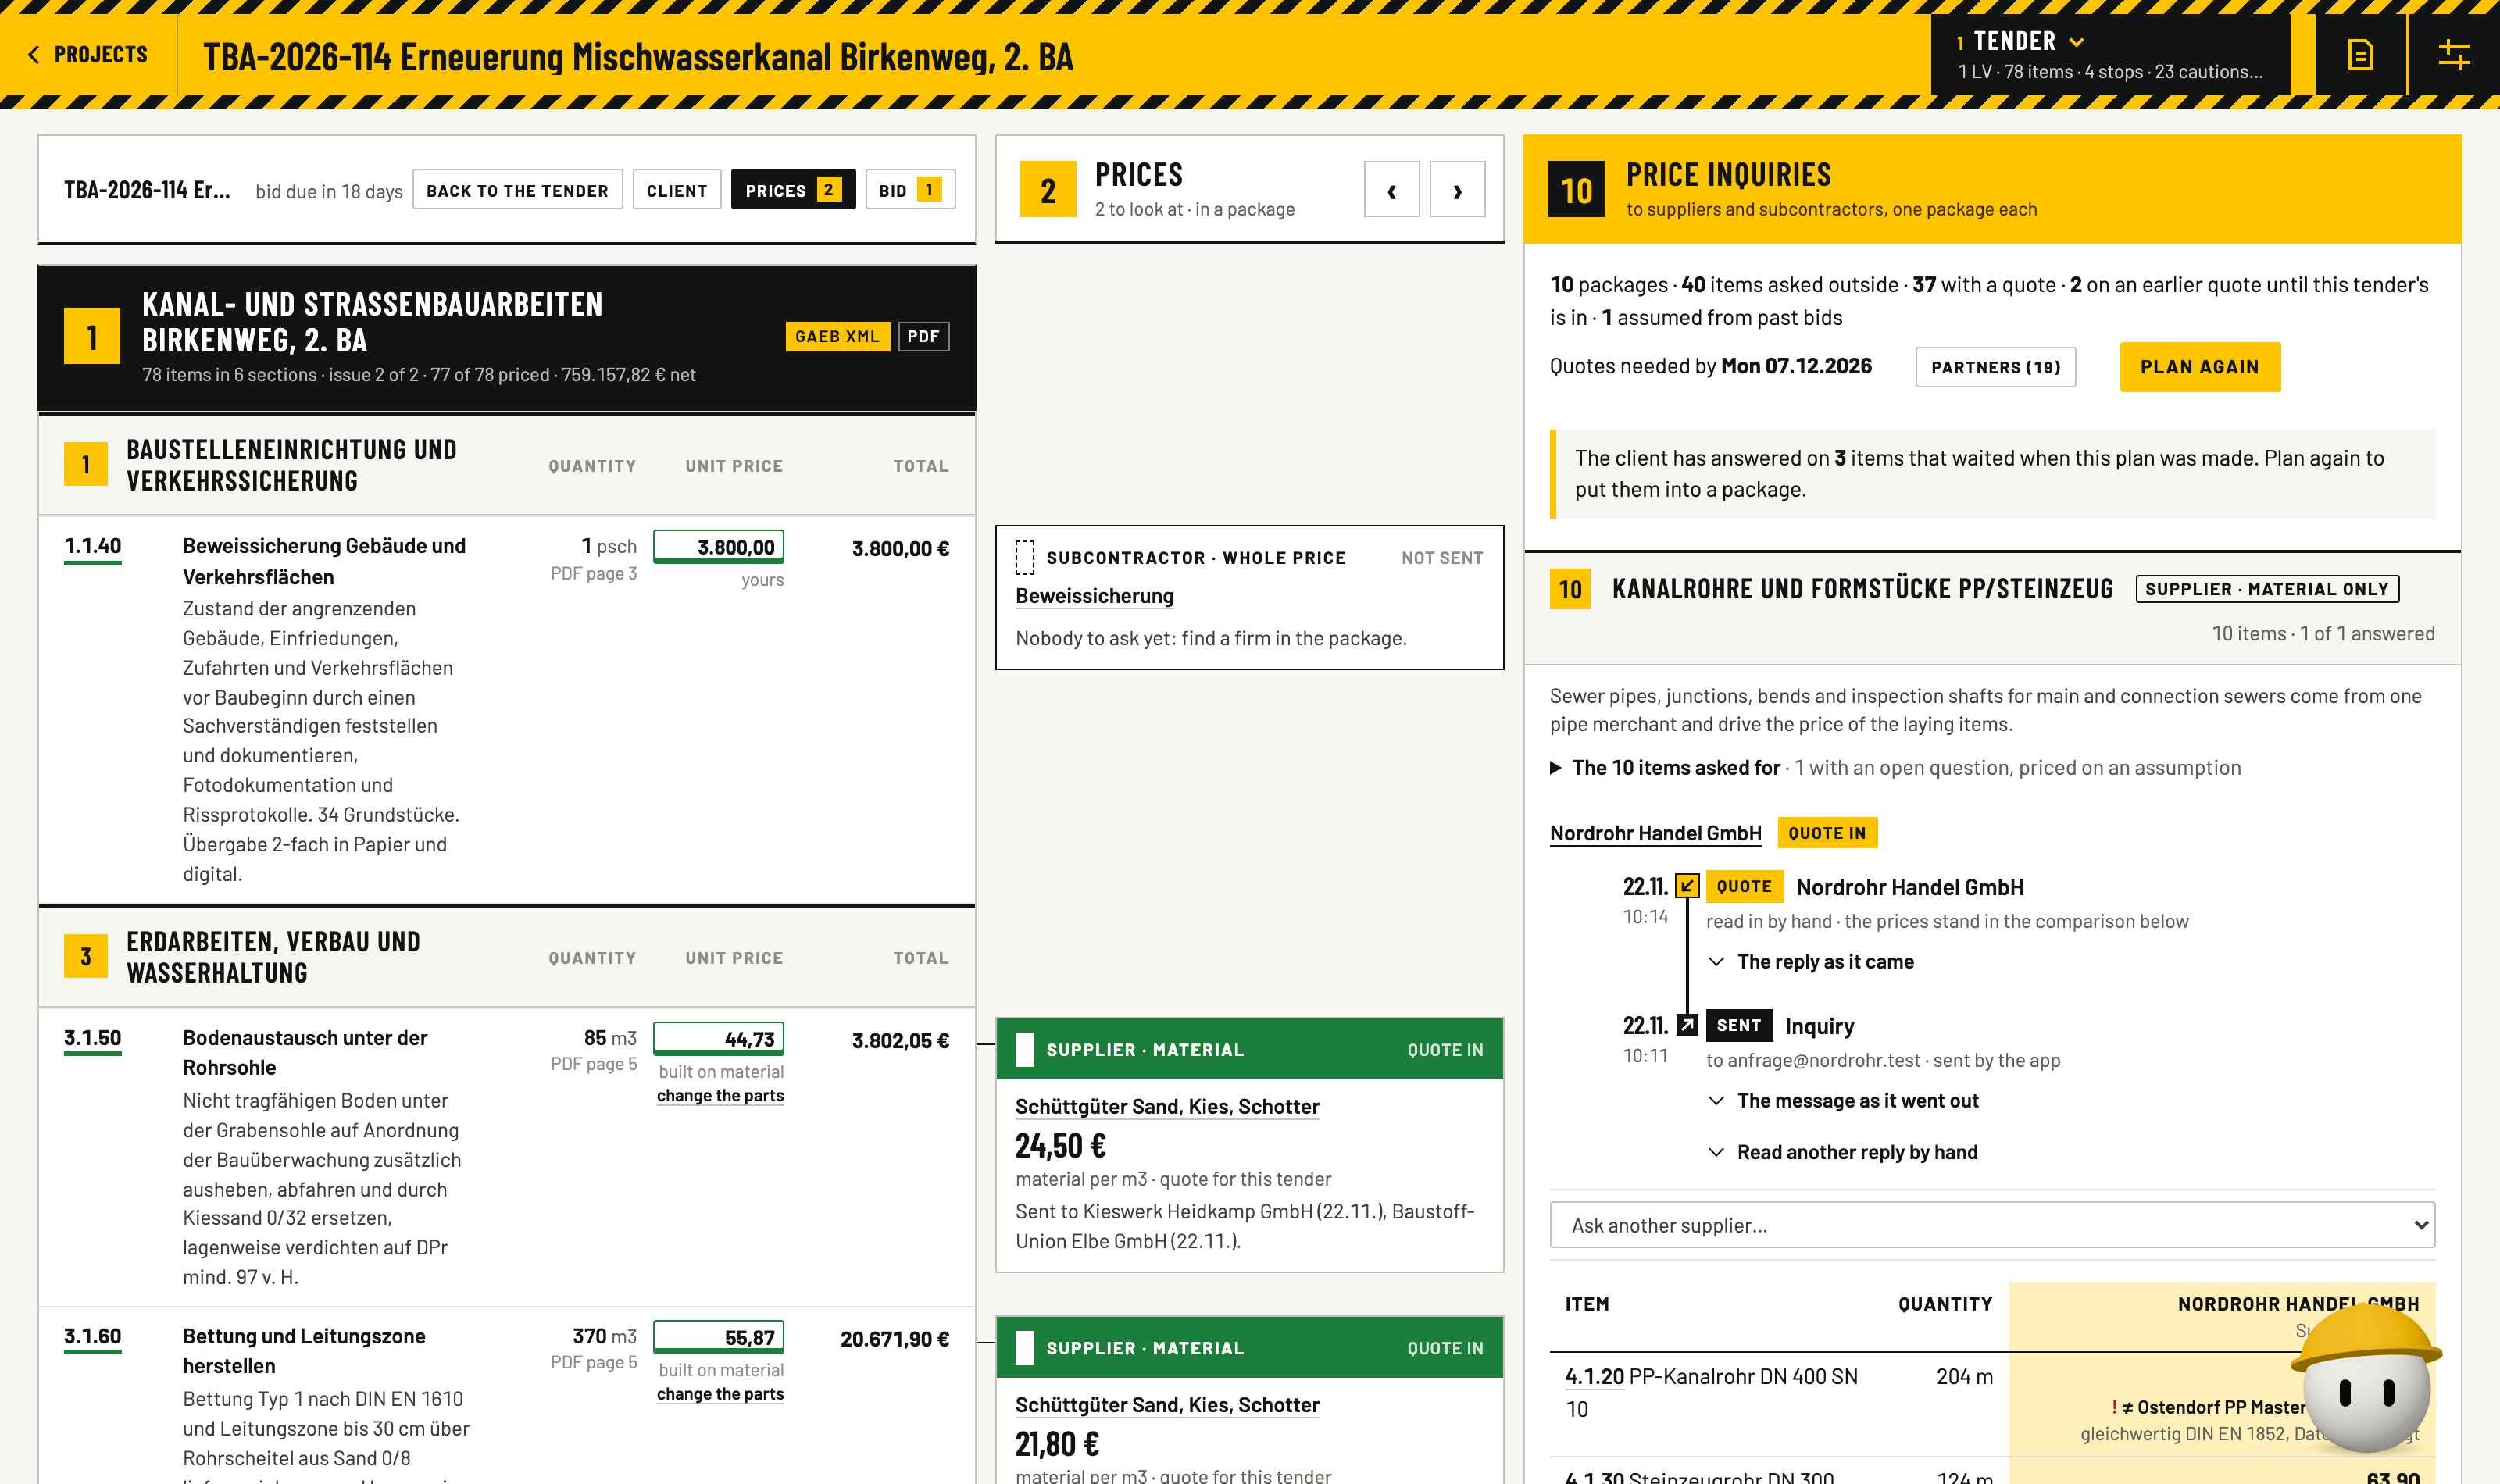 PROJECTS
TBA-2026-114 Erneuerung Mischwasserkanal Birkenweg, 2. BA
1 TENDER
1 LV · 78 items · 4 stops · 23 cautions...
TBA-2026-114 Er...
bid due in 18 days
BACK TO THE TENDER
CLIENT
PRICES 2
BID 1
1
KANAL- UND STRASSENBAUARBEITEN
BIRKENWEG, 2. BA
78 items in 6 sections · issue 2 of 2 · 77 of 78 priced · 759.157,82 € net
GAEB XML
PDF
1
BAUSTELLENEINRICHTUNG UND
VERKEHRSSICHERUNG
QUANTITY
UNIT PRICE
TOTAL
1.1.40
Beweissicherung Gebäude und
Verkehrsflächen
Zustand der angrenzenden
Gebäude, Einfriedungen,
Zufahrten und Verkehrsflächen
vor Baubeginn durch einen
Sachverständigen feststellen
und dokumentieren,
Fotodokumentation und
Rissprotokolle. 34 Grundstücke.
Übergabe 2-fach in Papier und
digital.
1 psch
PDF page 3
3.800,00
yours
3.800,00 €
3
ERDARBEITEN, VERBAU UND
WASSERHALTUNG
QUANTITY
UNIT PRICE
TOTAL
3.1.50
Bodenaustausch unter der
Rohrsohle
Nicht tragfähigen Boden unter
der Grabensohle auf Anordnung
der Bauüberwachung zusätzlich
ausheben, abfahren und durch
Kiessand 0/32 ersetzen,
lagenweise verdichten auf DPr
mind. 97 v. H.
85 m3
PDF page 5
44,73
built on material
change the parts
3.802,05 €
3.1.60
Bettung und Leitungszone
herstellen
Bettung Typ 1 nach DIN EN 1610
und Leitungszone bis 30 cm über
Rohrscheitel aus Sand 0/8
370 m3
PDF page 5
55,87
built on material
change the parts
20.671,90 €
2
PRICES
2 to look at · in a package
‹
›
SUBCONTRACTOR · WHOLE PRICE
NOT SENT
Beweissicherung
Nobody to ask yet: find a firm in the package.
SUPPLIER · MATERIAL
QUOTE IN
Schüttgüter Sand, Kies, Schotter
24,50 €
material per m3 · quote for this tender
Sent to Kieswerk Heidkamp GmbH (22.11.), Baustoff-
Union Elbe GmbH (22.11.).
SUPPLIER · MATERIAL
QUOTE IN
Schüttgüter Sand, Kies, Schotter
21,80 €
material per m3 · quote for this tender
10
PRICE INQUIRIES
to suppliers and subcontractors, one package each
10 packages · 40 items asked outside · 37 with a quote · 2 on an earlier quote until this tender's
is in · 1 assumed from past bids
Quotes needed by Mon 07.12.2026
PARTNERS (19)
PLAN AGAIN
The client has answered on 3 items that waited when this plan was made. Plan again to
put them into a package.
10
KANALROHRE UND FORMSTÜCKE PP/STEINZEUG
SUPPLIER · MATERIAL ONLY
10 items · 1 of 1 answered
Sewer pipes, junctions, bends and inspection shafts for main and connection sewers come from one
pipe merchant and drive the price of the laying items.
The 10 items asked for · 1 with an open question, priced on an assumption
Nordrohr Handel GmbH
QUOTE IN
22.11.
10:14
QUOTE
Nordrohr Handel GmbH
read in by hand · the prices stand in the comparison below
The reply as it came
22.11.
10:11
SENT
Inquiry
to anfrage@nordrohr.test · sent by the app
The message as it went out
Read another reply by hand
Ask another supplier...
ITEM
QUANTITY
NORDROHR HANDEL GMBH
4.1.20 PP-Kanalrohr DN 400 SN
10
204 m
! ≠ Ostendorf PP Master
gleichwertig DIN EN 1852,
4.1.30 Steinzeugrohr DN 300
124 m
63,90